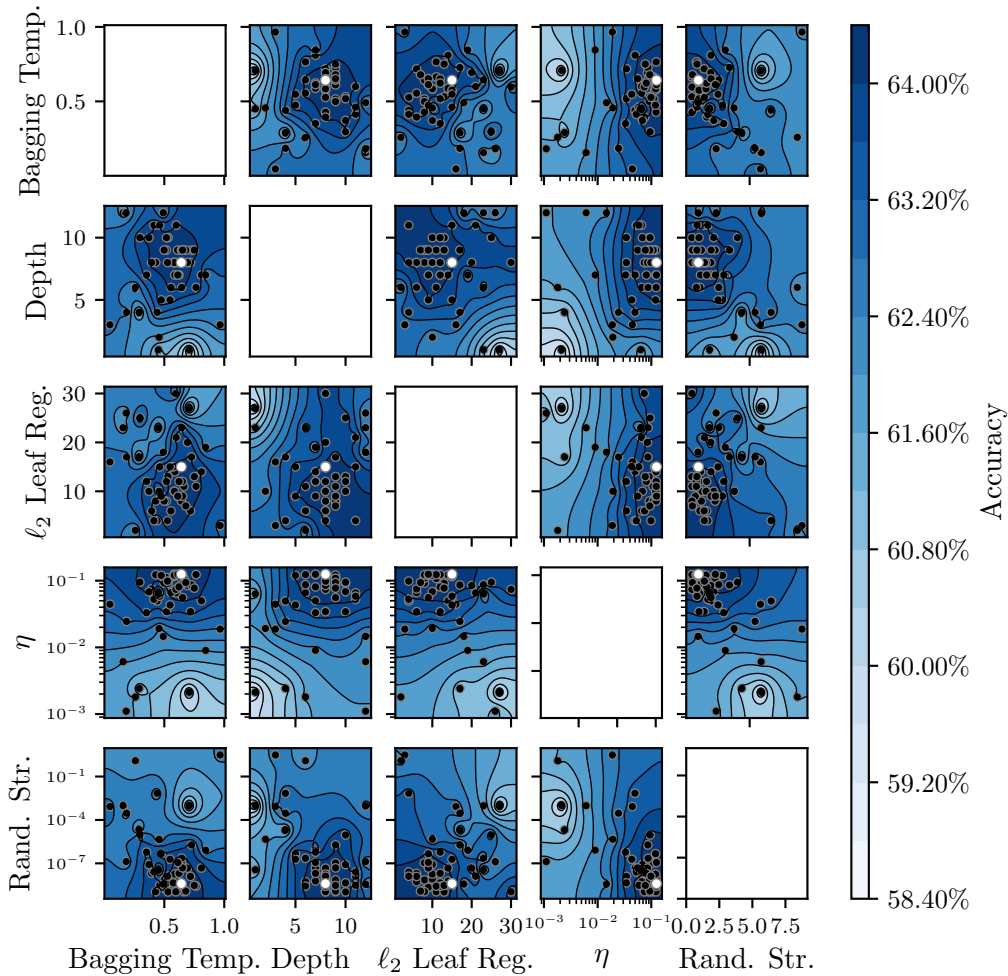 1.0
0.5
Bagging Temp.
10
5
Depth
30
20
10
ℓ₂ Leaf Reg.
10⁻¹
10⁻²
10⁻³
η
10⁻¹
10⁻⁴
10⁻⁷
Rand. Str.
0.5 1.0
5 10
10 20 30
10⁻³ 10⁻² 10⁻¹
0.0 2.5 5.0 7.5
Bagging Temp. Depth ℓ₂ Leaf Reg. η Rand. Str.
64.00%
63.20%
62.40%
61.60%
60.80%
60.00%
59.20%
58.40%
Accuracy